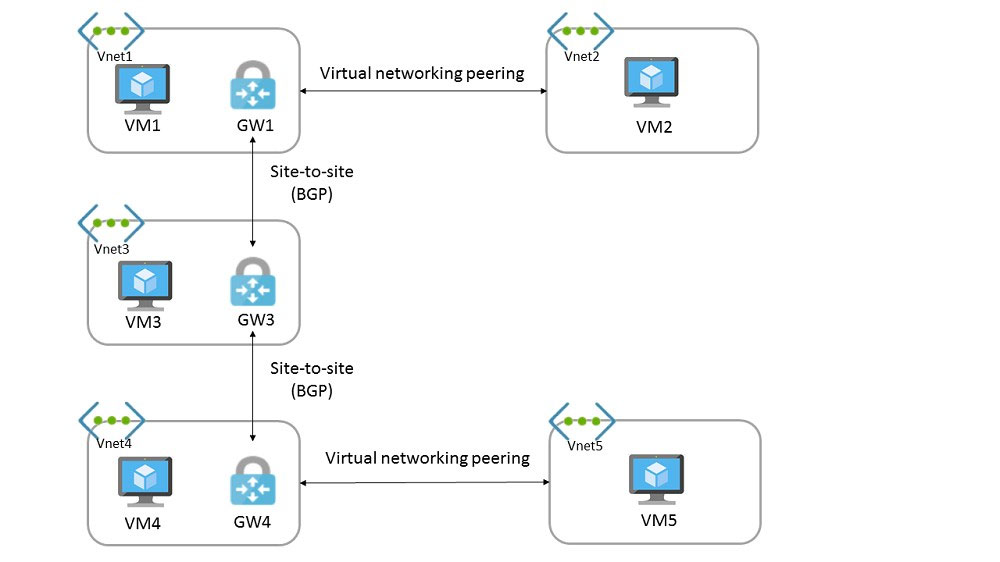 Vnet1
Vnet2
Virtual networking peering
VM1
GW1
VM2
Site-to-site
(BGP)
Vnet3
VM3
GW3
Site-to-site
(BGP)
Vnet4
Vnet5
Virtual networking peering
VM4
GW4
VM5